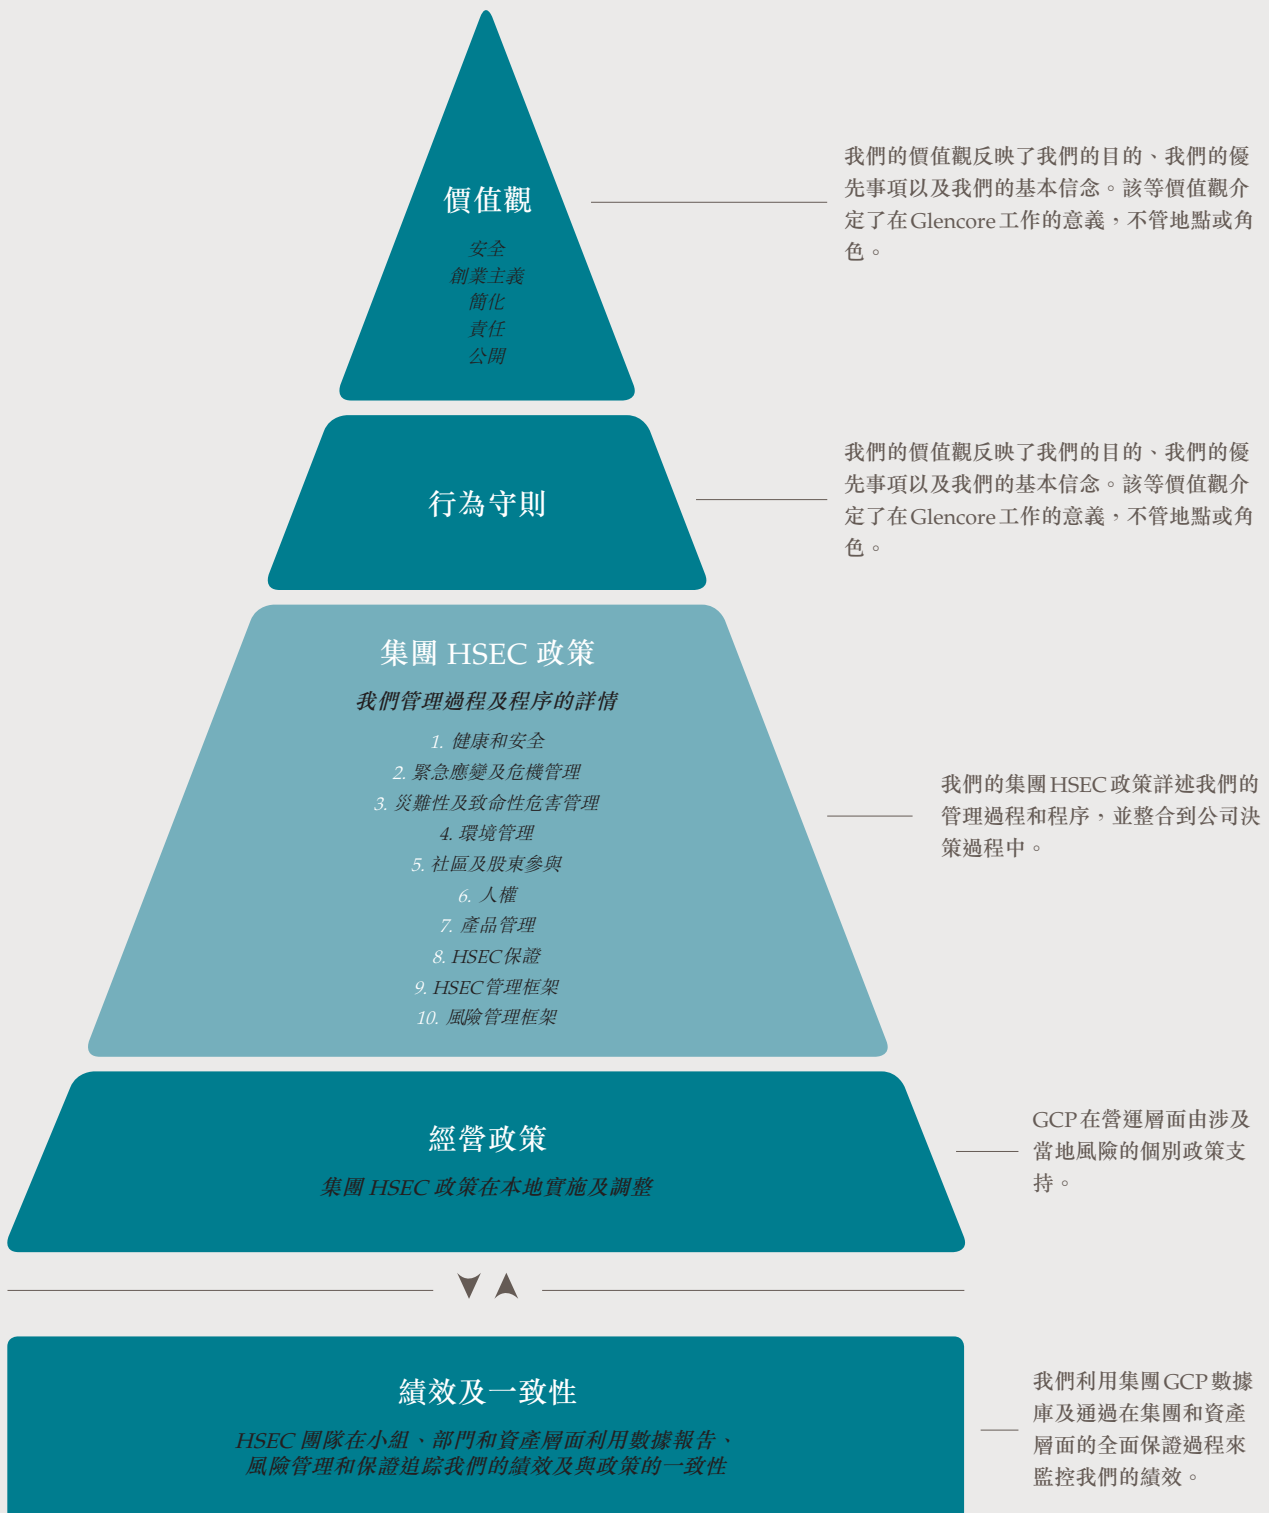 價值觀
安全
創業主義
簡化
責任
公開
我們的價值觀反映了我們的目的、我們的優
先事項以及我們的基本信念。該等價值觀介
定了在Glencore工作的意義，不管地點或角
色。
行為守則
我們的價值觀反映了我們的目的、我們的優
先事項以及我們的基本信念。該等價值觀介
定了在Glencore工作的意義，不管地點或角
色。
集團 HSEC 政策
我們管理過程及程序的詳情
1. 健康和安全
2. 緊急應變及危機管理
3. 災難性及致命性危害管理
4. 環境管理
5. 社區及股東參與
6. 人權
7. 產品管理
8. HSEC保證
9. HSEC管理框架
10. 風險管理框架
我們的集團HSEC政策詳述我們的
管理過程和程序，並整合到公司決
策過程中。
經營政策
集團 HSEC 政策在本地實施及調整
GCP在營運層面由涉及
當地風險的個別政策支
持。
績效及一致性
HSEC 團隊在小組、部門和資產層面利用數據報告、
風險管理和保證追踪我們的績效及與政策的一致性
我們利用集團GCP數據
庫及通過在集團和資產
層面的全面保證過程來
監控我們的績效。